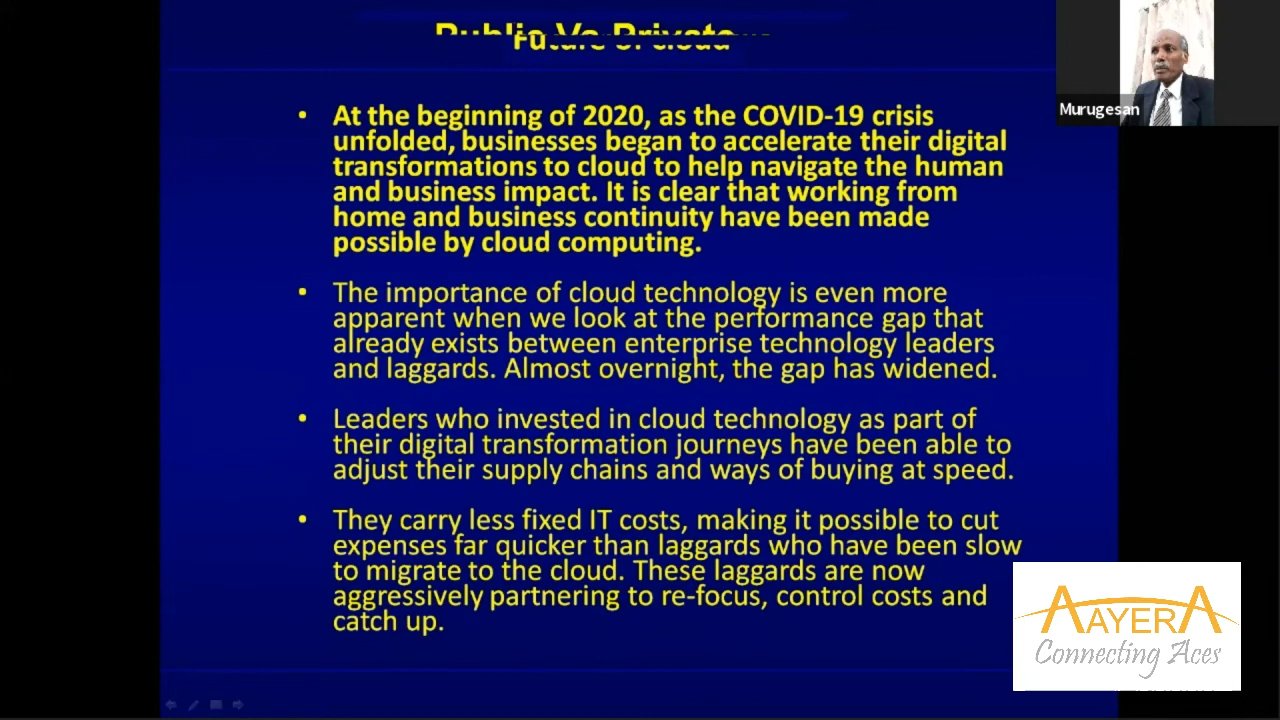 Future of cloud
Murugesan
• At the beginning of 2020, as the COVID-19 crisis
unfolded, businesses began to accelerate their digital
transformations to cloud to help navigate the human
and business impact. It is clear that working from
home and business continuity have been made
possible by cloud computing.
• The importance of cloud technology is even more
apparent when we look at the performance gap that
already exists between enterprise technology leaders
and laggards. Almost overnight, the gap has widened.
• Leaders who invested in cloud technology as part of
their digital transformation journeys have been able to
adjust their supply chains and ways of buying at speed.
• They carry less fixed IT costs, making it possible to cut
expenses far quicker than laggards who have been slow
to migrate to the cloud. These laggards are now
aggressively partnering to re-focus, control costs and
catch up.
AAYERA
Connecting Aces